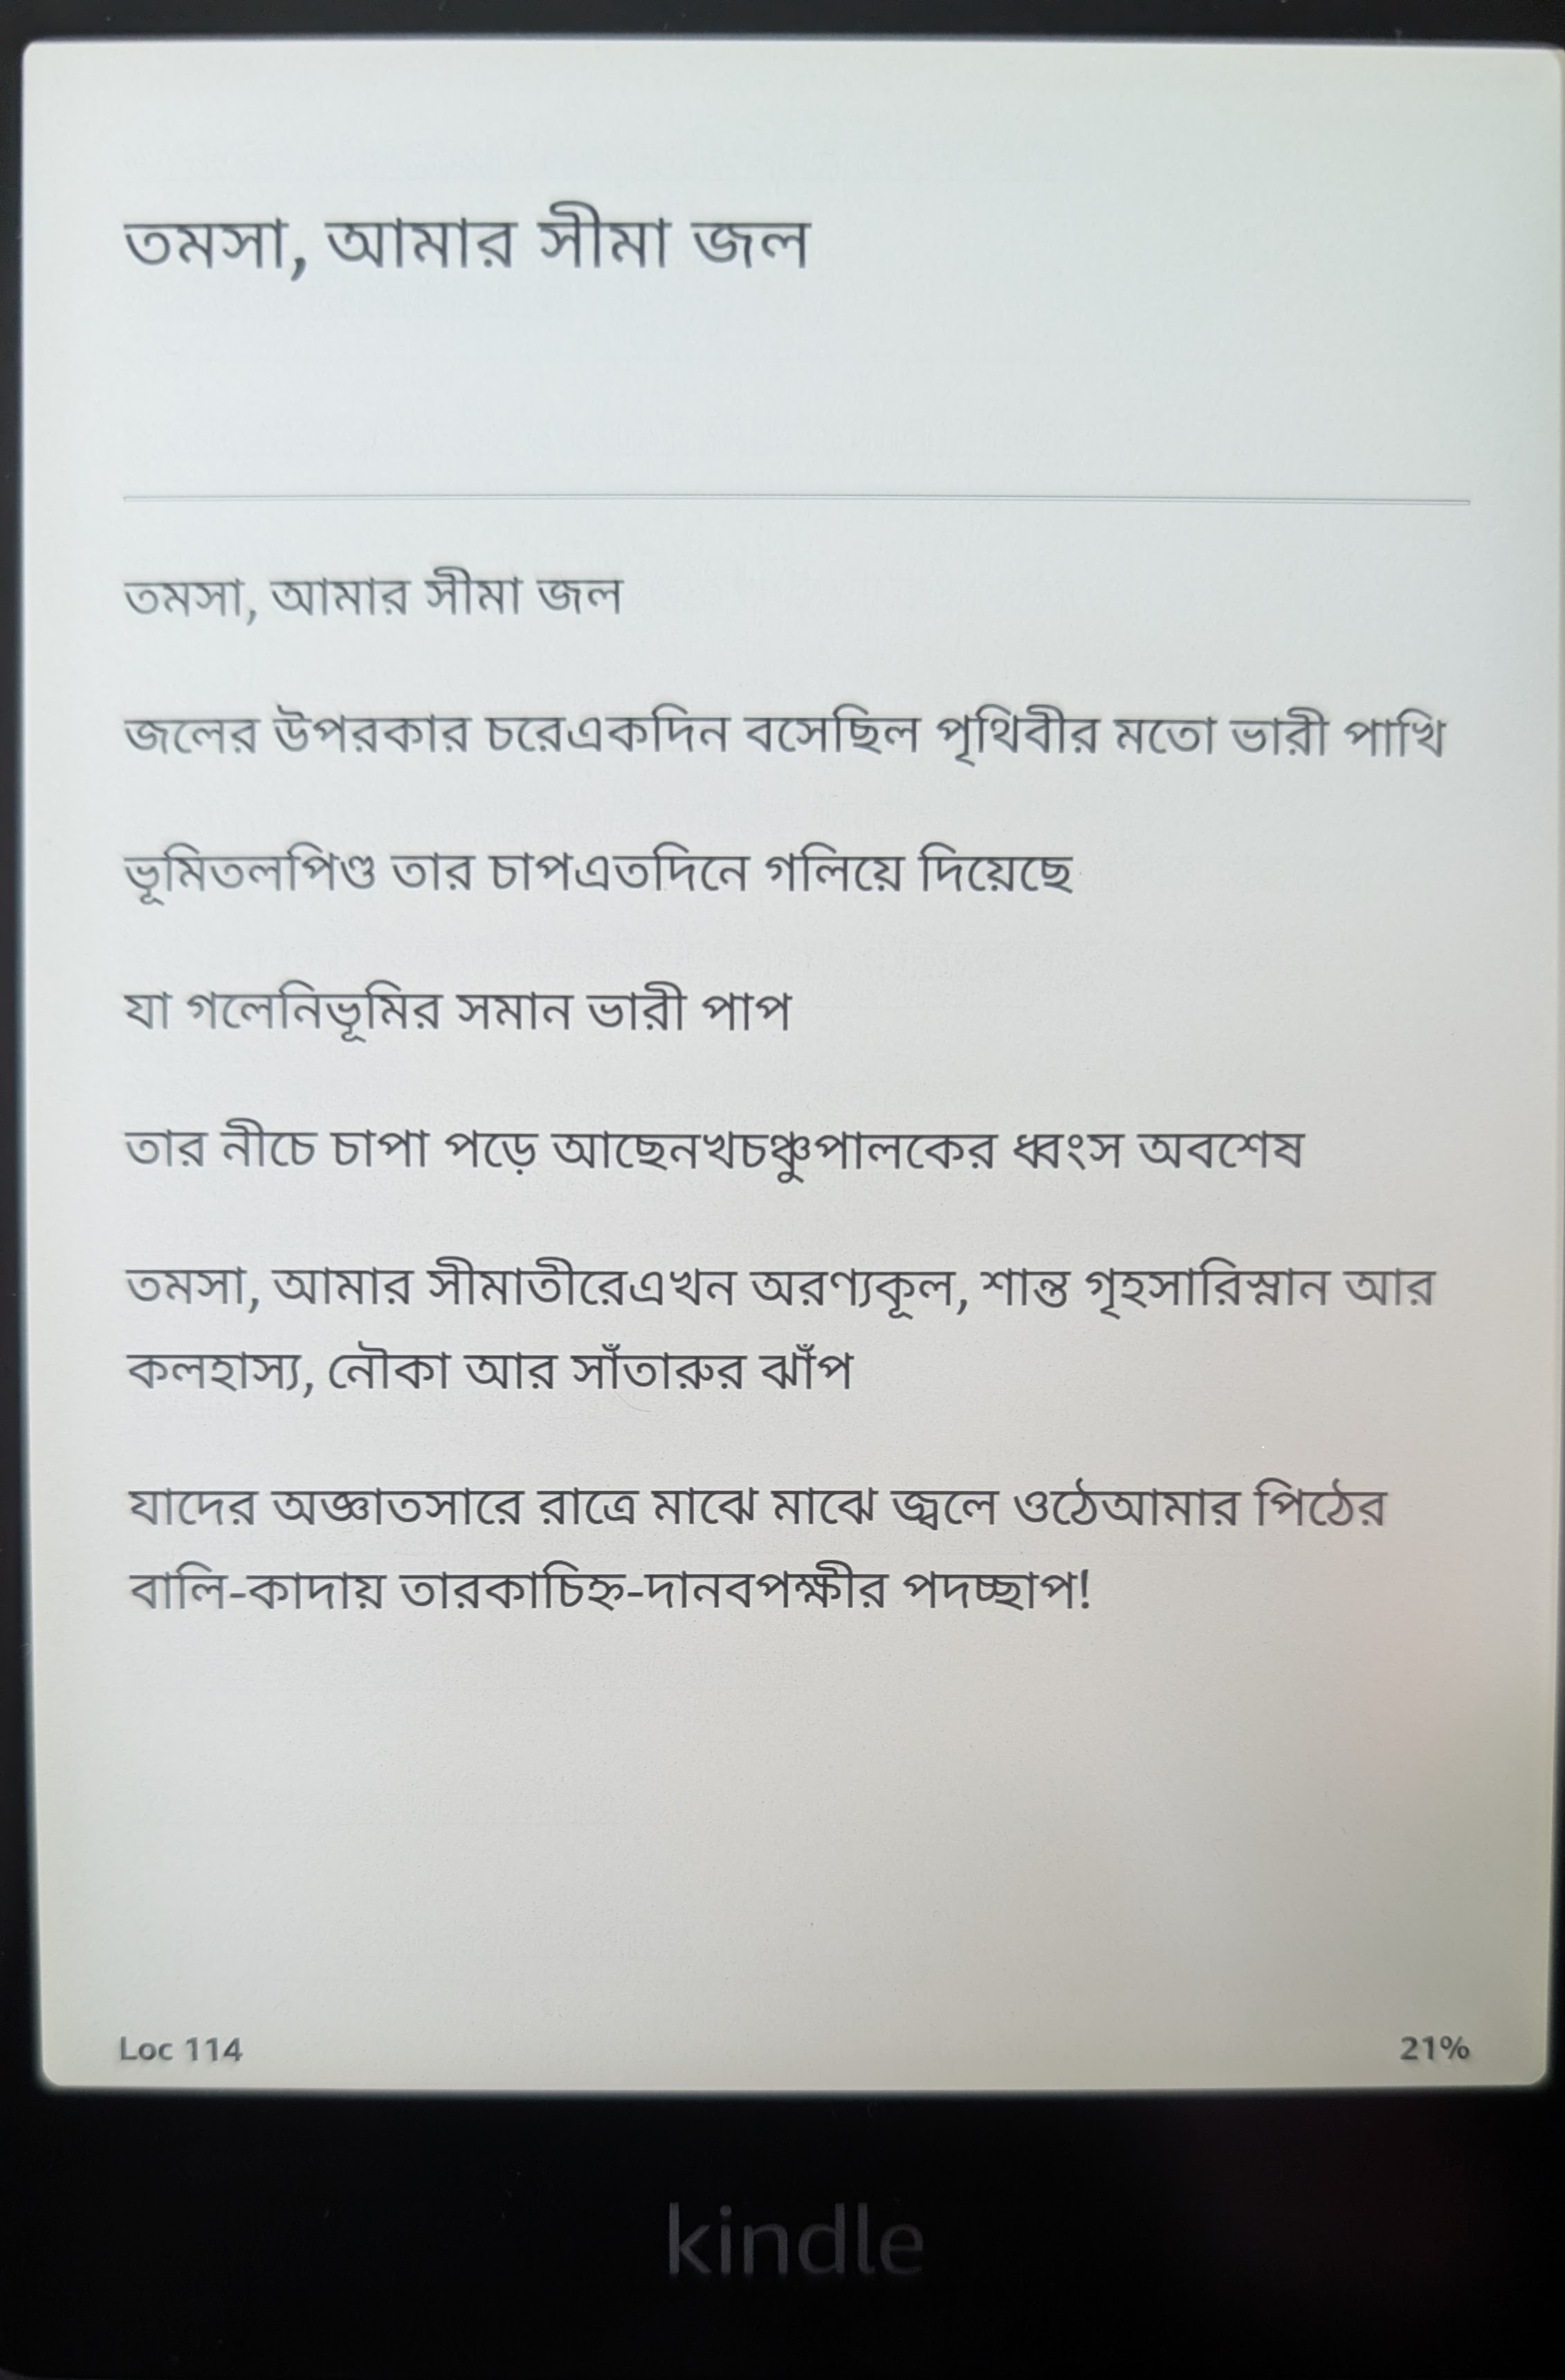 তমসা, আমার সীমা জল
তমসা, আমার সীমা জল
জলের উপরকার চরেএকদিন বসেছিল পৃথিবীর মতো ভারী পাখি
ভূমিতলপিণ্ড তার চাপএতদিনে গলিয়ে দিয়েছে
যা গলেনিভূমির সমান ভারী পাপ
তার নীচে চাপা পড়ে আছেনখচঞ্চুপালকের ধ্বংস অবশেষ
তমসা, আমার সীমাতীরেএখন অরণ্যকূল, শান্ত গৃহসারিস্নান আর
কলহাস্য, নৌকা আর সাঁতারুর ঝাঁপ
যাদের অজ্ঞাতসারে রাত্রে মাঝে মাঝে জ্বলে ওঠেআমার পিঠের
বালি-কাদায় তারকাচিহ্ন-দানবপক্ষীর পদচ্ছাপ!
Loc 114 21%
kindle